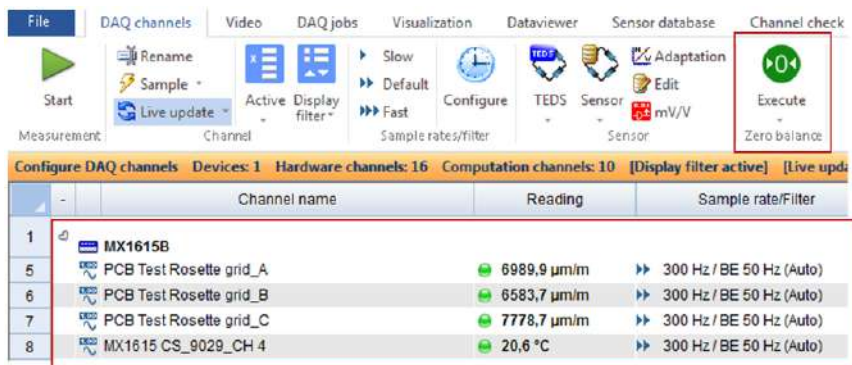 File DAQ channels Video DAQ jobs Visualization Dataviewer Sensor database Channel check
Start
Measurement
Rename
Sample
Live update
Active
Display filter
Channel
Slow
Default
Fast
Configure
Sample rates/filter
TEDS
TEDS
Sensor
Adaptation
Edit
mV/V
Sensor
0
Execute
Zero balance
Configure DAQ channels Devices: 1 Hardware channels: 16 Computation channels: 10 [Display filter active] [Live upda
- Channel name Reading Sample rate/Filter
1 MX1615B
5 PCB Test Rosette grid_A 6989,9 µm/m 300 Hz / BE 50 Hz (Auto)
6 PCB Test Rosette grid_B 6583,7 µm/m 300 Hz / BE 50 Hz (Auto)
7 PCB Test Rosette grid_C 7778,7 µm/m 300 Hz / BE 50 Hz (Auto)
8 MX1615 CS_9029_CH 4 20,6 °C 300 Hz / BE 50 Hz (Auto)